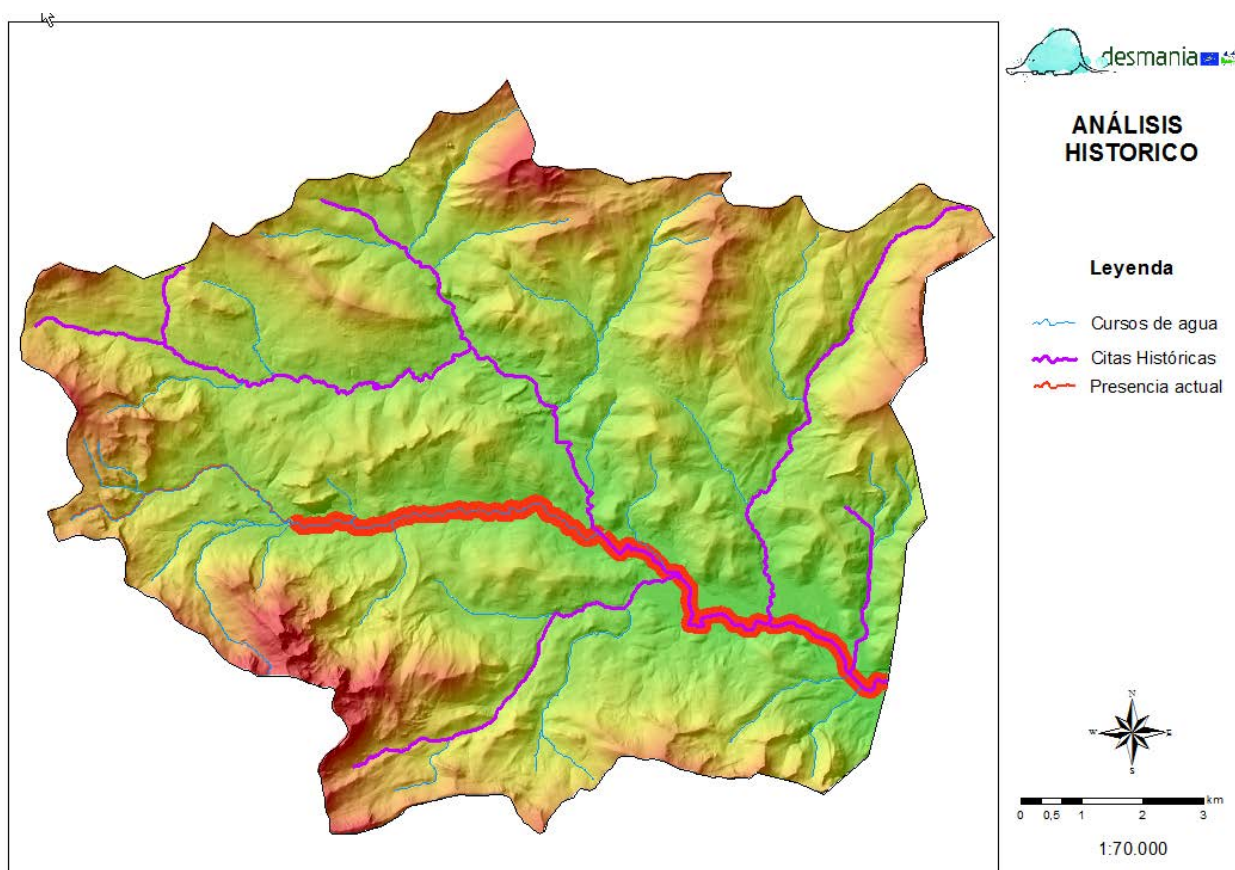 desmania
ANÁLISIS
HISTORICO
Leyenda
Cursos de agua
Citas Históricas
Presencia actual
N
W E
S
km
0 0,5 1 2 3
1:70.000